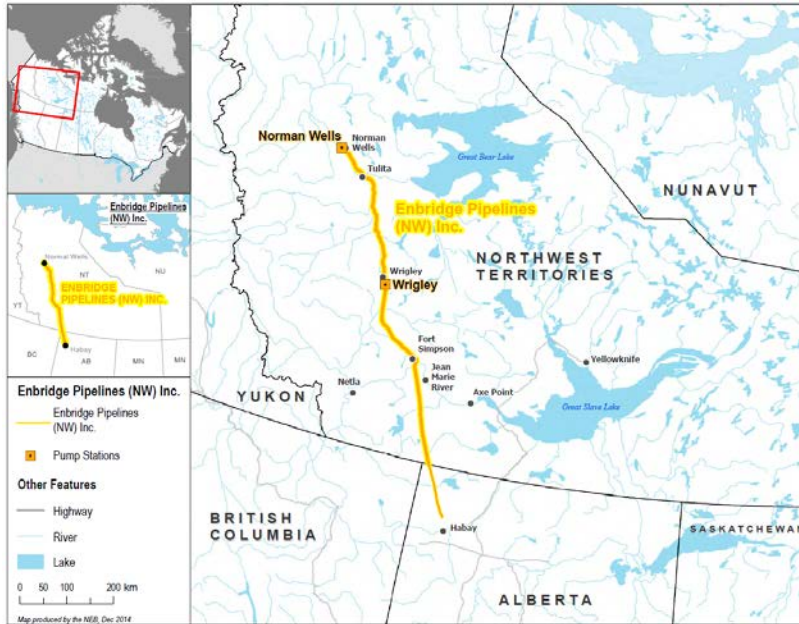 Enbridge Pipelines
(NW) Inc.
Norman Wells
NT
NU
ENBRIDGE
PIPELINES (NW) INC.
YT
Habay
BC
AB
MN
MN
Enbridge Pipelines (NW) Inc.
Enbridge Pipelines
(NW) Inc.
Pump Stations
Other Features
Highway
River
Lake
0 50 100 200 km
Map produced by the NEB, Dec 2014
Norman Wells
Norman
Wells
Tulita
Great Bear Lake
Enbridge Pipelines
(NW) Inc.
NUNAVUT
NORTHWEST
TERRITORIES
Wrigley
Wrigley
Fort
Simpson
Jean
Marie
River
Netla
Axe Point
Yellowknife
Great Slave Lake
YUKON
BRITISH
COLUMBIA
Habay
SASKATCHEWAN
ALBERTA